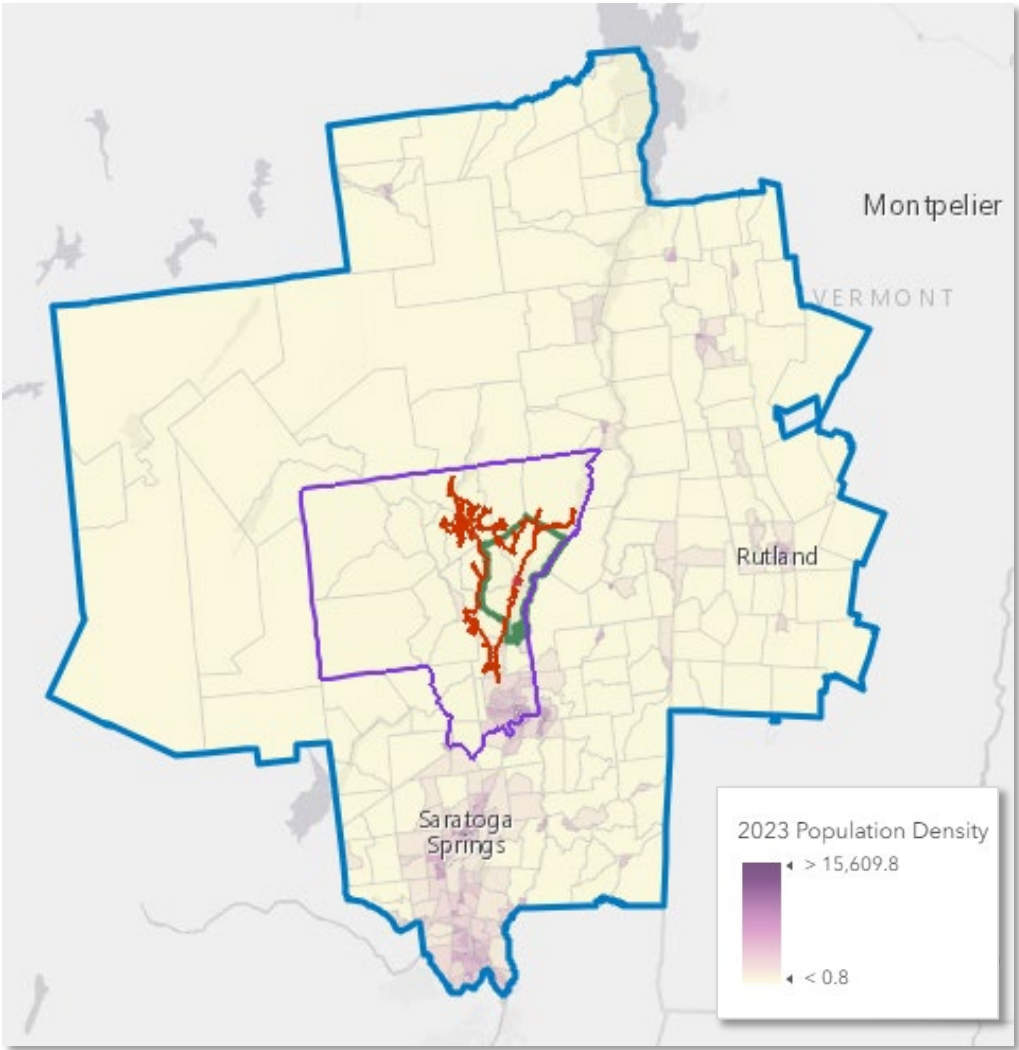 Montpelier
VERMONT
Rutland
Saratoga
Springs
2023 Population Density
> 15,609.8
< 0.8